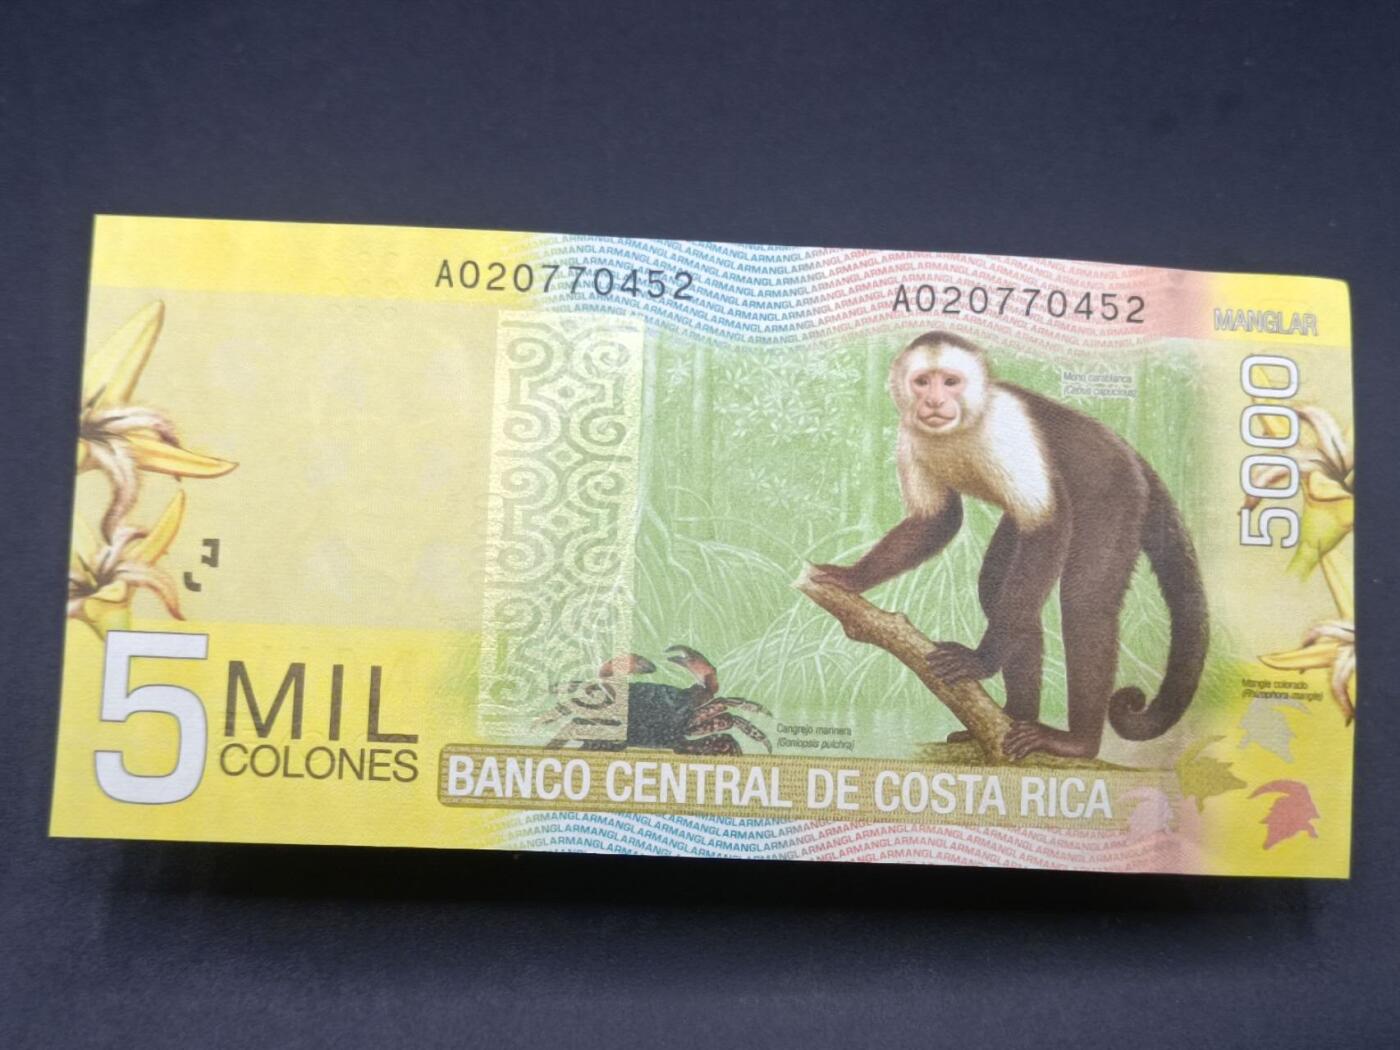 A020770452
A020770452
MANGLAR
Mono carablanca
(Cebus capucinus)
5000
Mangle colorado
(Rhizophora mangle)
Cangrejo marinera
(Goniopsis pulchra)
5 MIL
COLONES
BANCO CENTRAL DE COSTA RICA